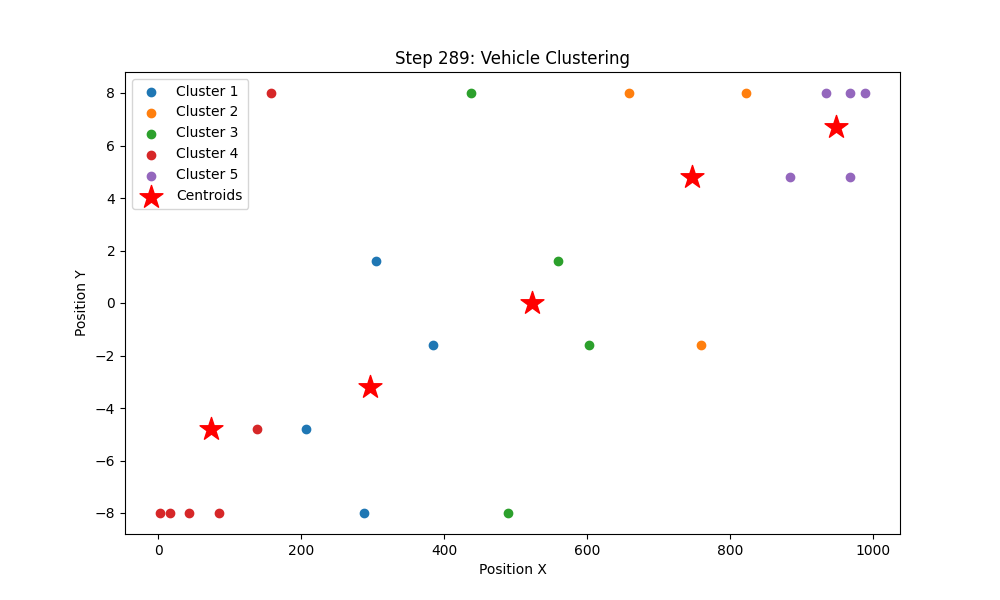 Step 289: Vehicle Clustering
Cluster 1
Cluster 2
Cluster 3
Cluster 4
Cluster 5
Centroids
Position Y
8
6
4
2
0
−2
−4
−6
−8
0 200 400 600 800 1000
Position X